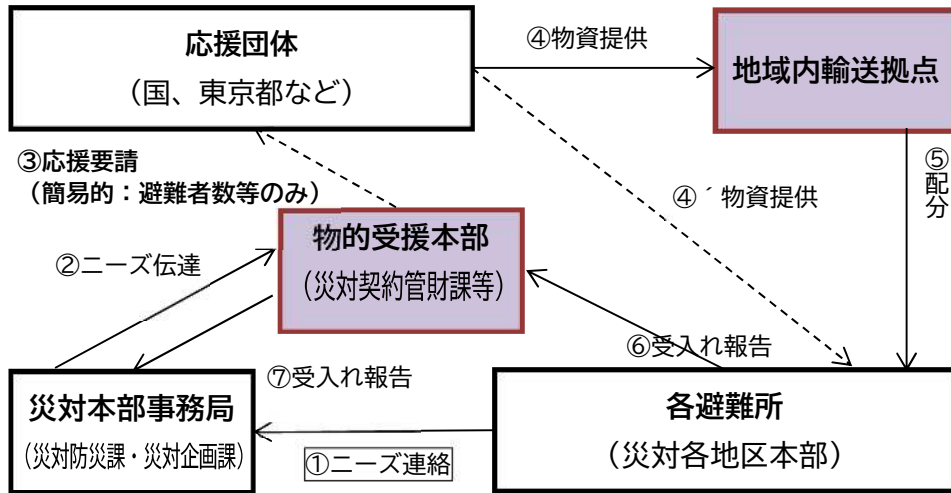 応援団体
（国、東京都など）
④物資提供
地域内輸送拠点
③応援要請
（簡易的：避難者数等のみ）
④´物資提供
⑤配分
物的受援本部
（災対契約管財課等）
②ニーズ伝達
⑥受入れ報告
⑦受入れ報告
災対本部事務局
（災対防災課・災対企画課）
①ニーズ連絡
各避難所
（災対各地区本部）